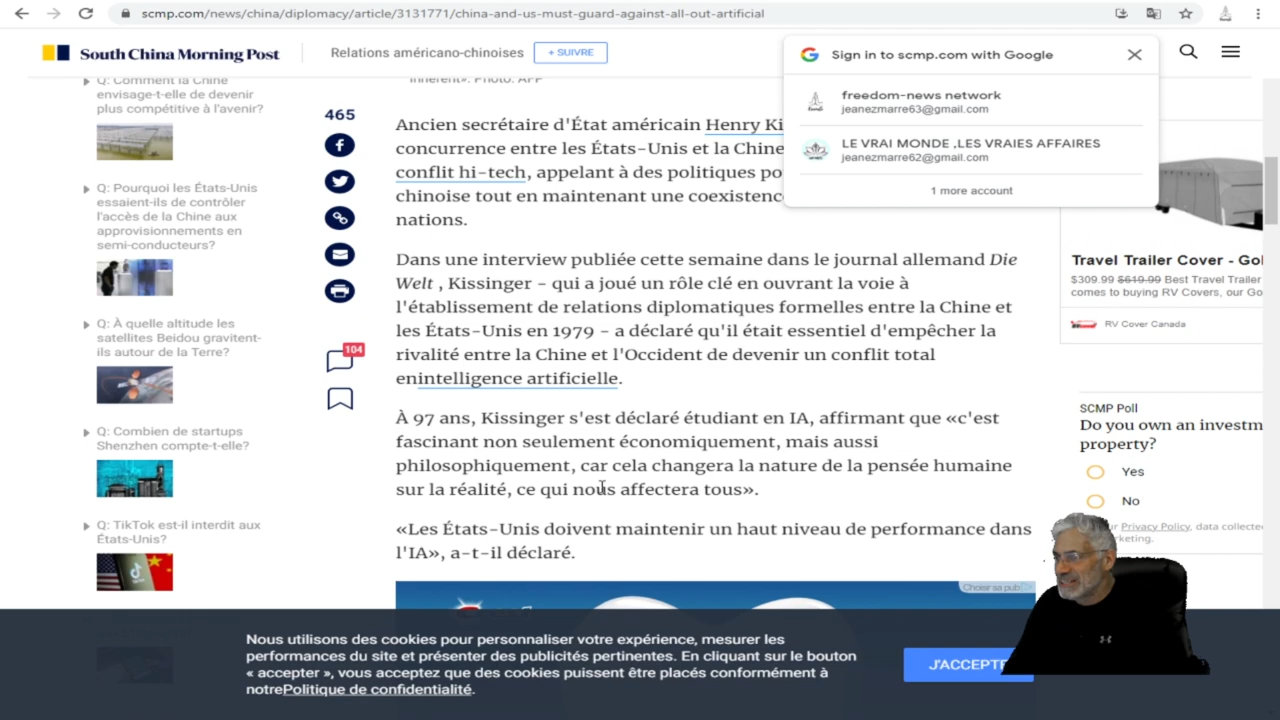 scmp.com/news/china/diplomacy/article/3131771/china-and-us-must-guard-against-all-out-artificial
South China Morning Post
Relations américano-chinoises
+ SUIVRE
Sign in to scmp.com with Google
freedom-news network
jeanezmarre63@gmail.com
LE VRAI MONDE ,LES VRAIES AFFAIRES
jeanezmarre62@gmail.com
1 more account
Q: Comment la Chine
envisage-t-elle de devenir
plus compétitive à l'avenir?
Q: Pourquoi les États-Unis
essaient-ils de contrôler
l'accès de la Chine aux
approvisionnements en
semi-conducteurs?
Q: À quelle altitude les
satellites Beidou gravitent-
ils autour de la Terre?
Q: Combien de startups
Shenzhen compte-t-elle?
Q: TikTok est-il interdit aux
États-Unis?
465
104
inhérent». Photo: AFP
Ancien secrétaire d'État américain Henry Ki
concurrence entre les États-Unis et la Chine
conflit hi-tech, appelant à des politiques po
chinoise tout en maintenant une coexistence
nations.
Dans une interview publiée cette semaine dans le journal allemand Die
Welt , Kissinger - qui a joué un rôle clé en ouvrant la voie à
l'établissement de relations diplomatiques formelles entre la Chine et
les États-Unis en 1979 - a déclaré qu'il était essentiel d'empêcher la
rivalité entre la Chine et l'Occident de devenir un conflit total
enintelligence artificielle.
À 97 ans, Kissinger s'est déclaré étudiant en IA, affirmant que «c'est
fascinant non seulement économiquement, mais aussi
philosophiquement, car cela changera la nature de la pensée humaine
sur la réalité, ce qui nous affectera tous».
«Les États-Unis doivent maintenir un haut niveau de performance dans
l'IA», a-t-il déclaré.
Choisir sa pub
Travel Trailer Cover - Gol
$309.99 $619.99 Best Travel Trailer
comes to buying RV Covers, our Go
RV Cover Canada
SCMP Poll
Do you own an investm
property?
Yes
No
Privacy Policy, data collected
rketing.
Nous utilisons des cookies pour personnaliser votre expérience, mesurer les
performances du site et présenter des publicités pertinentes. En cliquant sur le bouton
« accepter », vous acceptez que des cookies puissent être placés conformément à
notrePolitique de confidentialité.
J'ACCEPTE